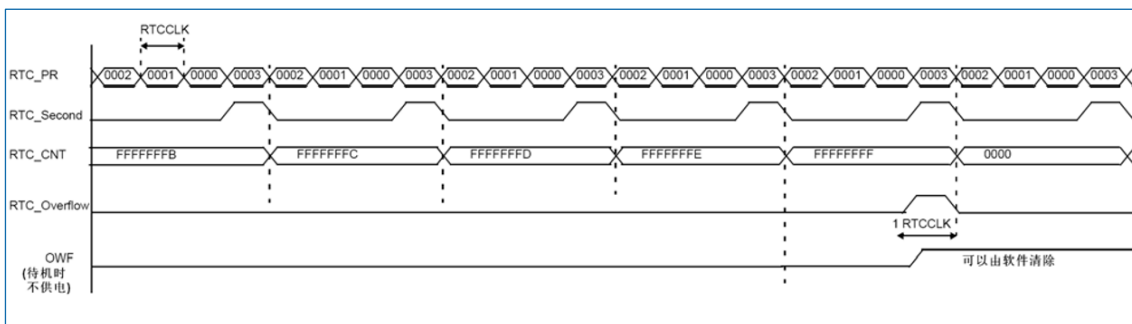 RTCCLK
RTC_PR 0002 0001 0000 0003 0002 0001 0000 0003 0002 0001 0000 0003 0002 0001 0000 0003 0002 0001 0000 0003 0002 0001 0000 0003
RTC_Second
RTC_CNT FFFFFFFB FFFFFFFC FFFFFFFD FFFFFFFE FFFFFFFF 0000
RTC_Overflow
1 RTCCLK
OWF 可以由软件清除
(待机时
不供电)